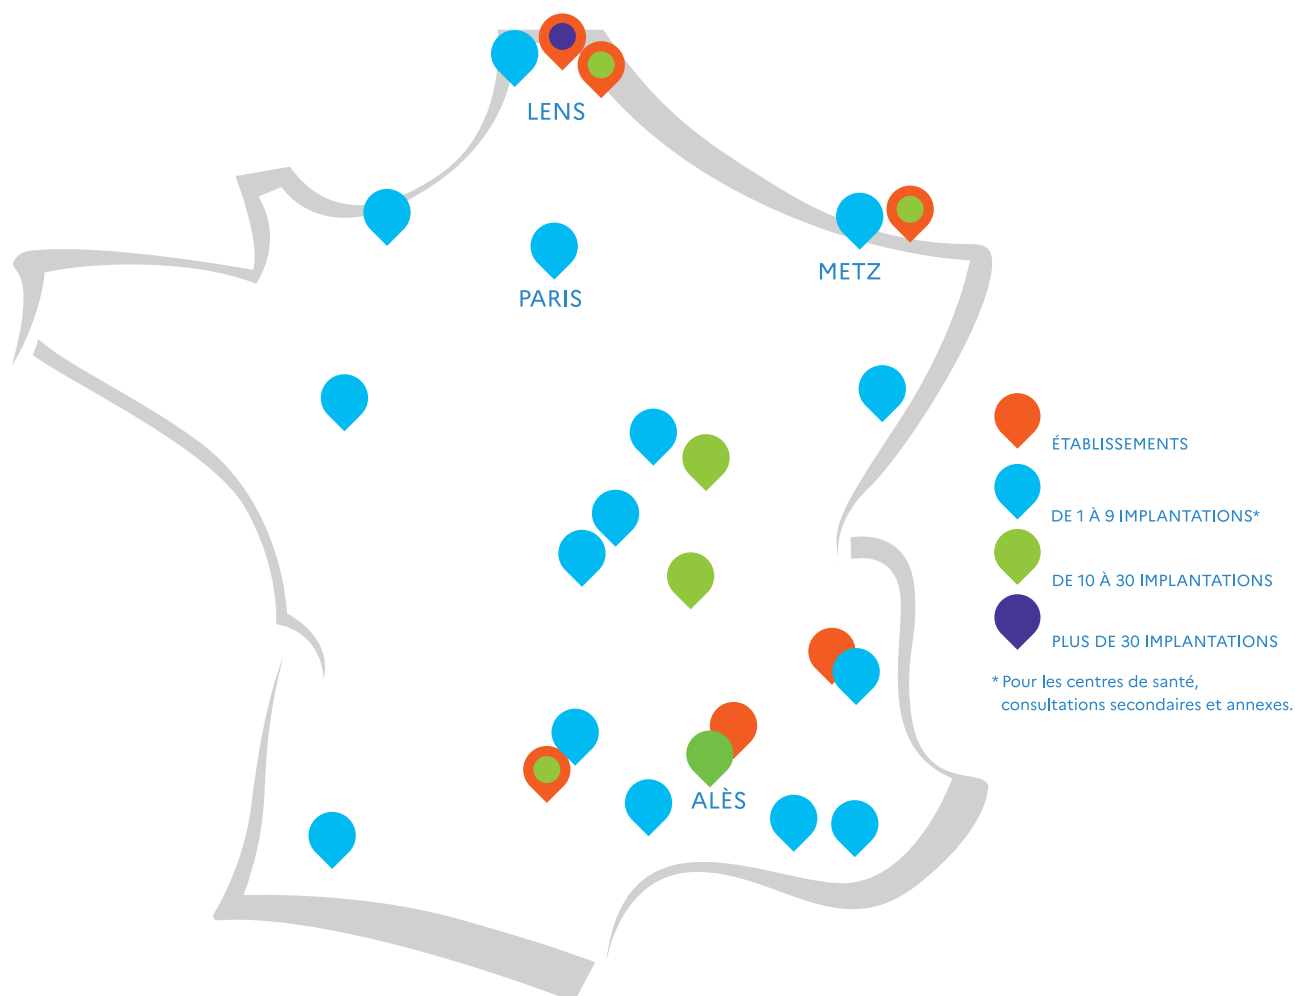 LENS
METZ
PARIS
ÉTABLISSEMENTS
DE 1 À 9 IMPLANTATIONS*
DE 10 À 30 IMPLANTATIONS
PLUS DE 30 IMPLANTATIONS
* Pour les centres de santé,
consultations secondaires et annexes.
ALÈS